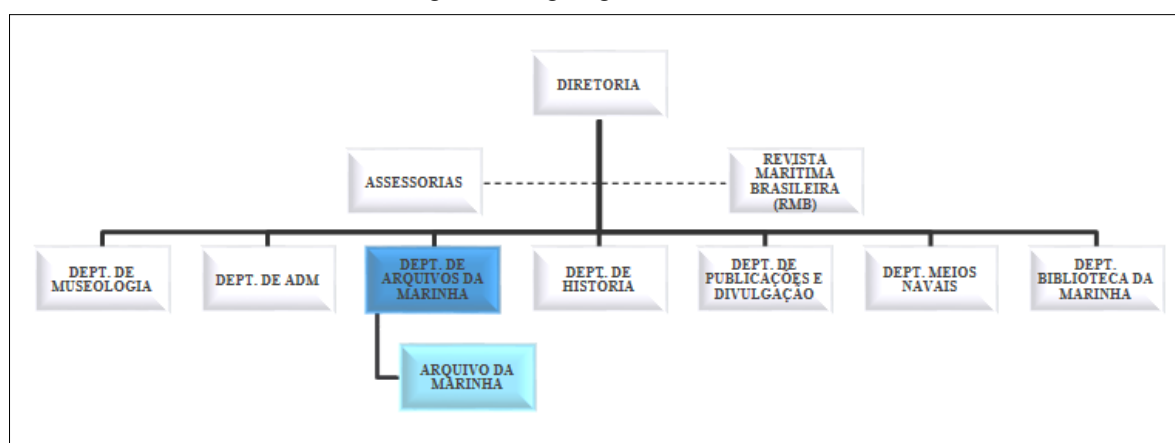 DIRETORIA
ASSESSORIAS
REVISTA
MARITIMA
BRASILEIRA
(RMB)
DEPT. DE
MUSEOLOGIA
DEPT. DE ADM
DEPT. DE
ARQUIVOS DA
MARINHA
DEPT. DE
HISTORIA
DEPT. DE
PUBLICAÇÕES E
DIVULGAÇÃO
DEPT. MEIOS
NAVAIS
DEPT.
BIBLIOTECA DA
MARINHA
ARQUIVO DA
MARINHA